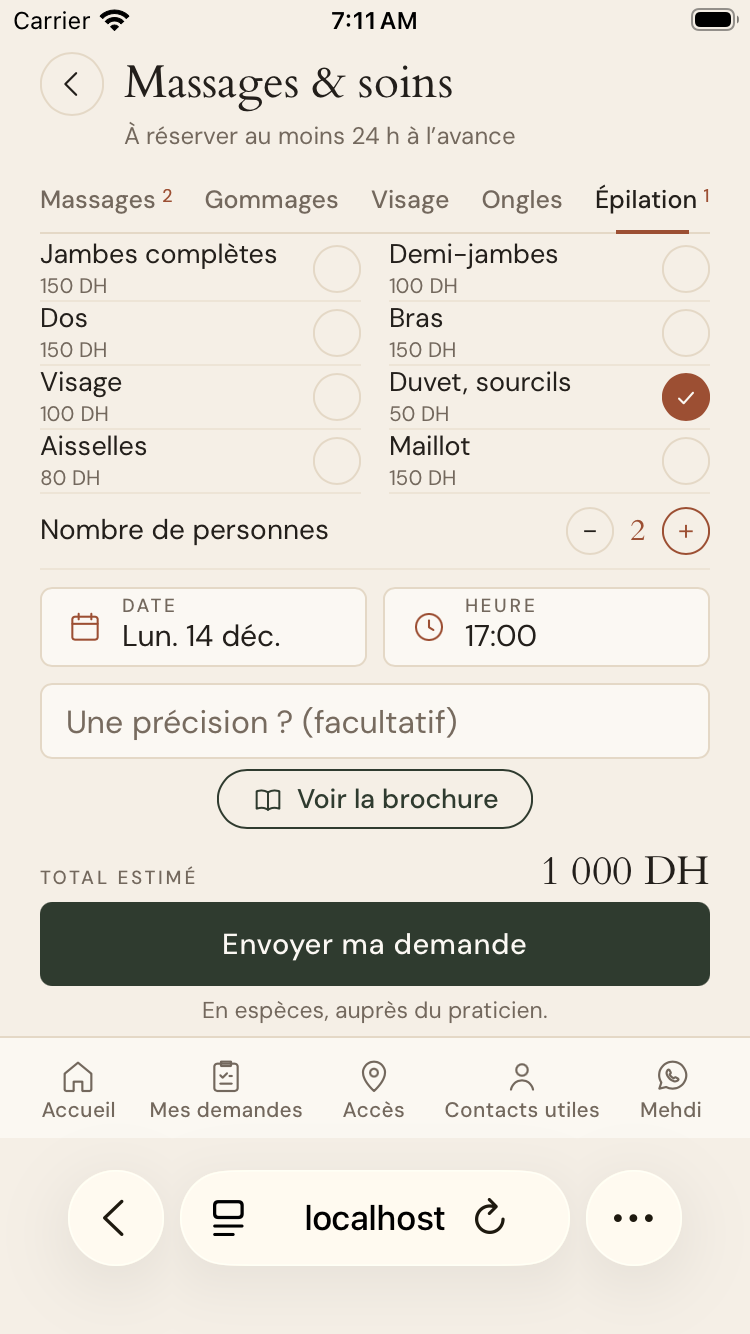 Carrier 7:11 AM
Massages & soins
À réserver au moins 24 h à l’avance
Massages 2 Gommages Visage Ongles Épilation 1
Jambes complètes
150 DH
Demi-jambes
100 DH
Dos
150 DH
Bras
150 DH
Visage
100 DH
Duvet, sourcils
50 DH
Aisselles
80 DH
Maillot
150 DH
Nombre de personnes − 2 +
DATE
Lun. 14 déc.
HEURE
17:00
Une précision ? (facultatif)
Voir la brochure
TOTAL ESTIMÉ 1 000 DH
Envoyer ma demande
En espèces, auprès du praticien.
Accueil Mes demandes Accès Contacts utiles Mehdi
localhost